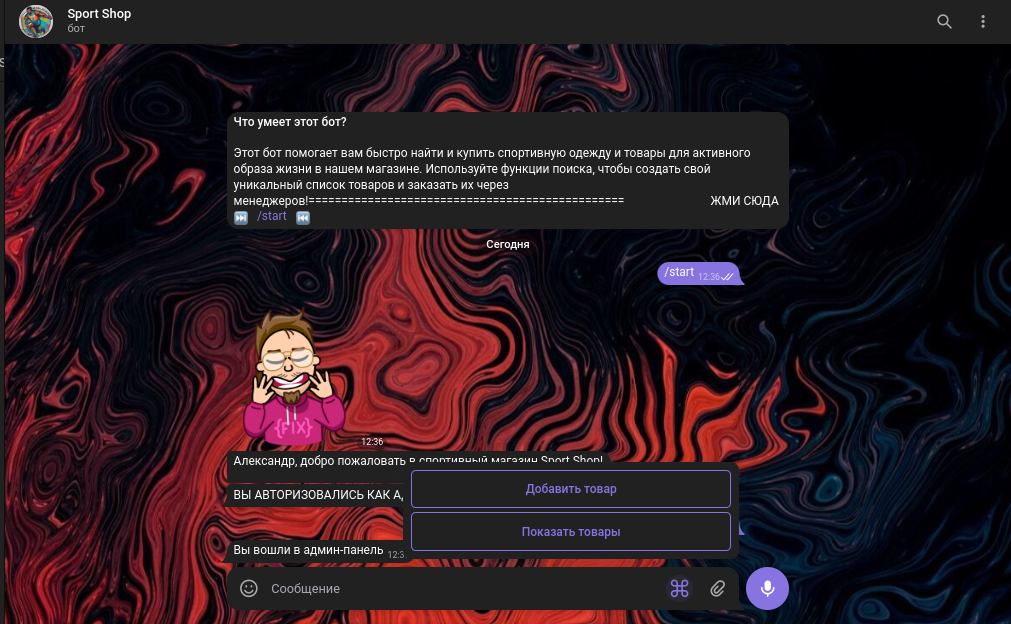 Sport Shop
бот
Что умеет этот бот?
Этот бот помогает вам быстро найти и купить спортивную одежду и товары для активного
образа жизни в нашем магазине. Используйте функции поиска, чтобы создать свой
уникальный список товаров и заказать их через
менеджеров!================================================ ЖМИ СЮДА
⏭️ /start ⏮️
Сегодня
/start 12:36
{FIX}
12:36
Александр, добро пожаловать в спортивный магазин Sport Shop!
ВЫ АВТОРИЗОВАЛИСЬ КАК
Добавить товар
Показать товары
Вы вошли в админ-панель 12:3
Сообщение